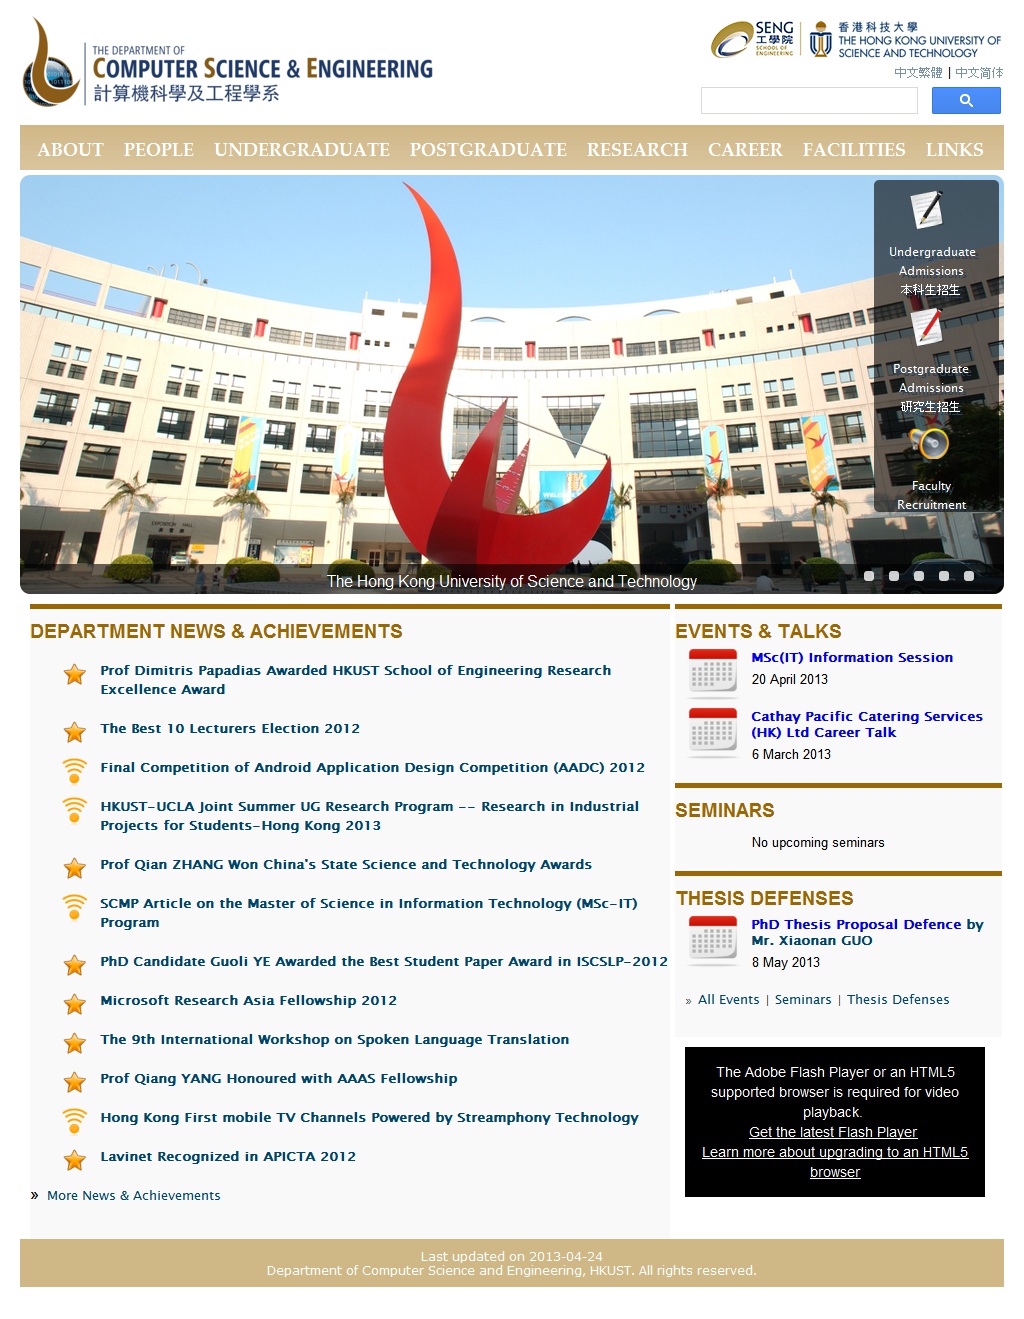 THE DEPARTMENT OF
COMPUTER SCIENCE & ENGINEERING
計算機科學及工程學系
SENG
工學院
SCHOOL OF
ENGINEERING
香港科技大學
THE HONG KONG UNIVERSITY OF
SCIENCE AND TECHNOLOGY
中文繁體 | 中文简体
ABOUT PEOPLE UNDERGRADUATE POSTGRADUATE RESEARCH CAREER FACILITIES LINKS
Undergraduate
Admissions
本科生招生
Postgraduate
Admissions
研究生招生
Faculty
Recruitment
EXPOSITION HALL
WELCOME
歡
The Hong Kong University of Science and Technology
DEPARTMENT NEWS & ACHIEVEMENTS
Prof Dimitris Papadias Awarded HKUST School of Engineering Research
Excellence Award
The Best 10 Lecturers Election 2012
Final Competition of Android Application Design Competition (AADC) 2012
HKUST-UCLA Joint Summer UG Research Program -- Research in Industrial
Projects for Students-Hong Kong 2013
Prof Qian ZHANG Won China's State Science and Technology Awards
SCMP Article on the Master of Science in Information Technology (MSc-IT)
Program
PhD Candidate Guoli YE Awarded the Best Student Paper Award in ISCSLP-2012
Microsoft Research Asia Fellowship 2012
The 9th International Workshop on Spoken Language Translation
Prof Qiang YANG Honoured with AAAS Fellowship
Hong Kong First mobile TV Channels Powered by Streamphony Technology
Lavinet Recognized in APICTA 2012
» More News & Achievements
EVENTS & TALKS
MSc(IT) Information Session
20 April 2013
Cathay Pacific Catering Services
(HK) Ltd Career Talk
6 March 2013
SEMINARS
No upcoming seminars
THESIS DEFENSES
PhD Thesis Proposal Defence by
Mr. Xiaonan GUO
8 May 2013
» All Events | Seminars | Thesis Defenses
The Adobe Flash Player or an HTML5
supported browser is required for video
playback.
Get the latest Flash Player
Learn more about upgrading to an HTML5
browser
Last updated on 2013-04-24
Department of Computer Science and Engineering, HKUST. All rights reserved.